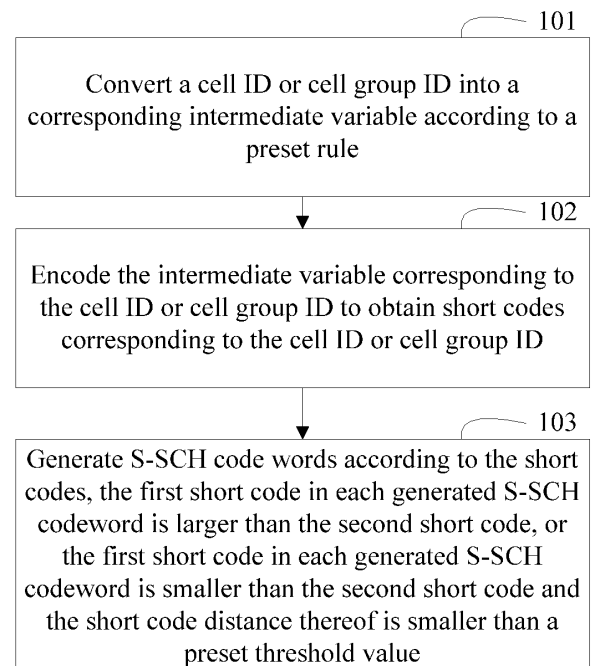 101
Convert a cell ID or cell group ID into a
corresponding intermediate variable according to a
preset rule
102
Encode the intermediate variable corresponding to
the cell ID or cell group ID to obtain short codes
corresponding to the cell ID or cell group ID
103
Generate S-SCH code words according to the short
codes, the first short code in each generated S-SCH
codeword is larger than the second short code, or
the first short code in each generated S-SCH
codeword is smaller than the second short code and
the short code distance thereof is smaller than a
preset threshold value